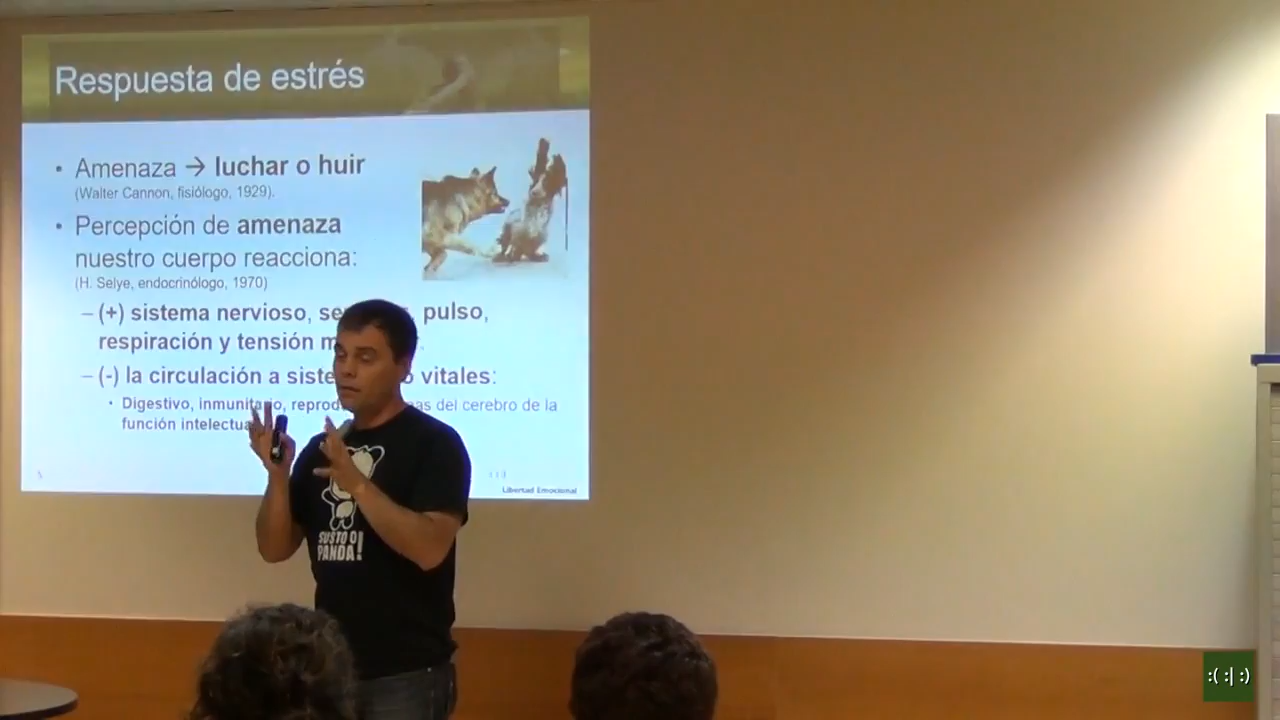 Respuesta de estrés
• Amenaza → luchar o huir
(Walter Cannon, fisiólogo, 1929).
• Percepción de amenaza
nuestro cuerpo reacciona:
(H. Selye, endocrinólogo, 1970)
– (+) sistema nervioso, pulso,
respiración y tensión
– (-) la circulación a vitales:
• Digestivo, inmunitario, del cerebro de la
función
Libertad Emocional
SUSTO O
PANDA!
:( :| :)